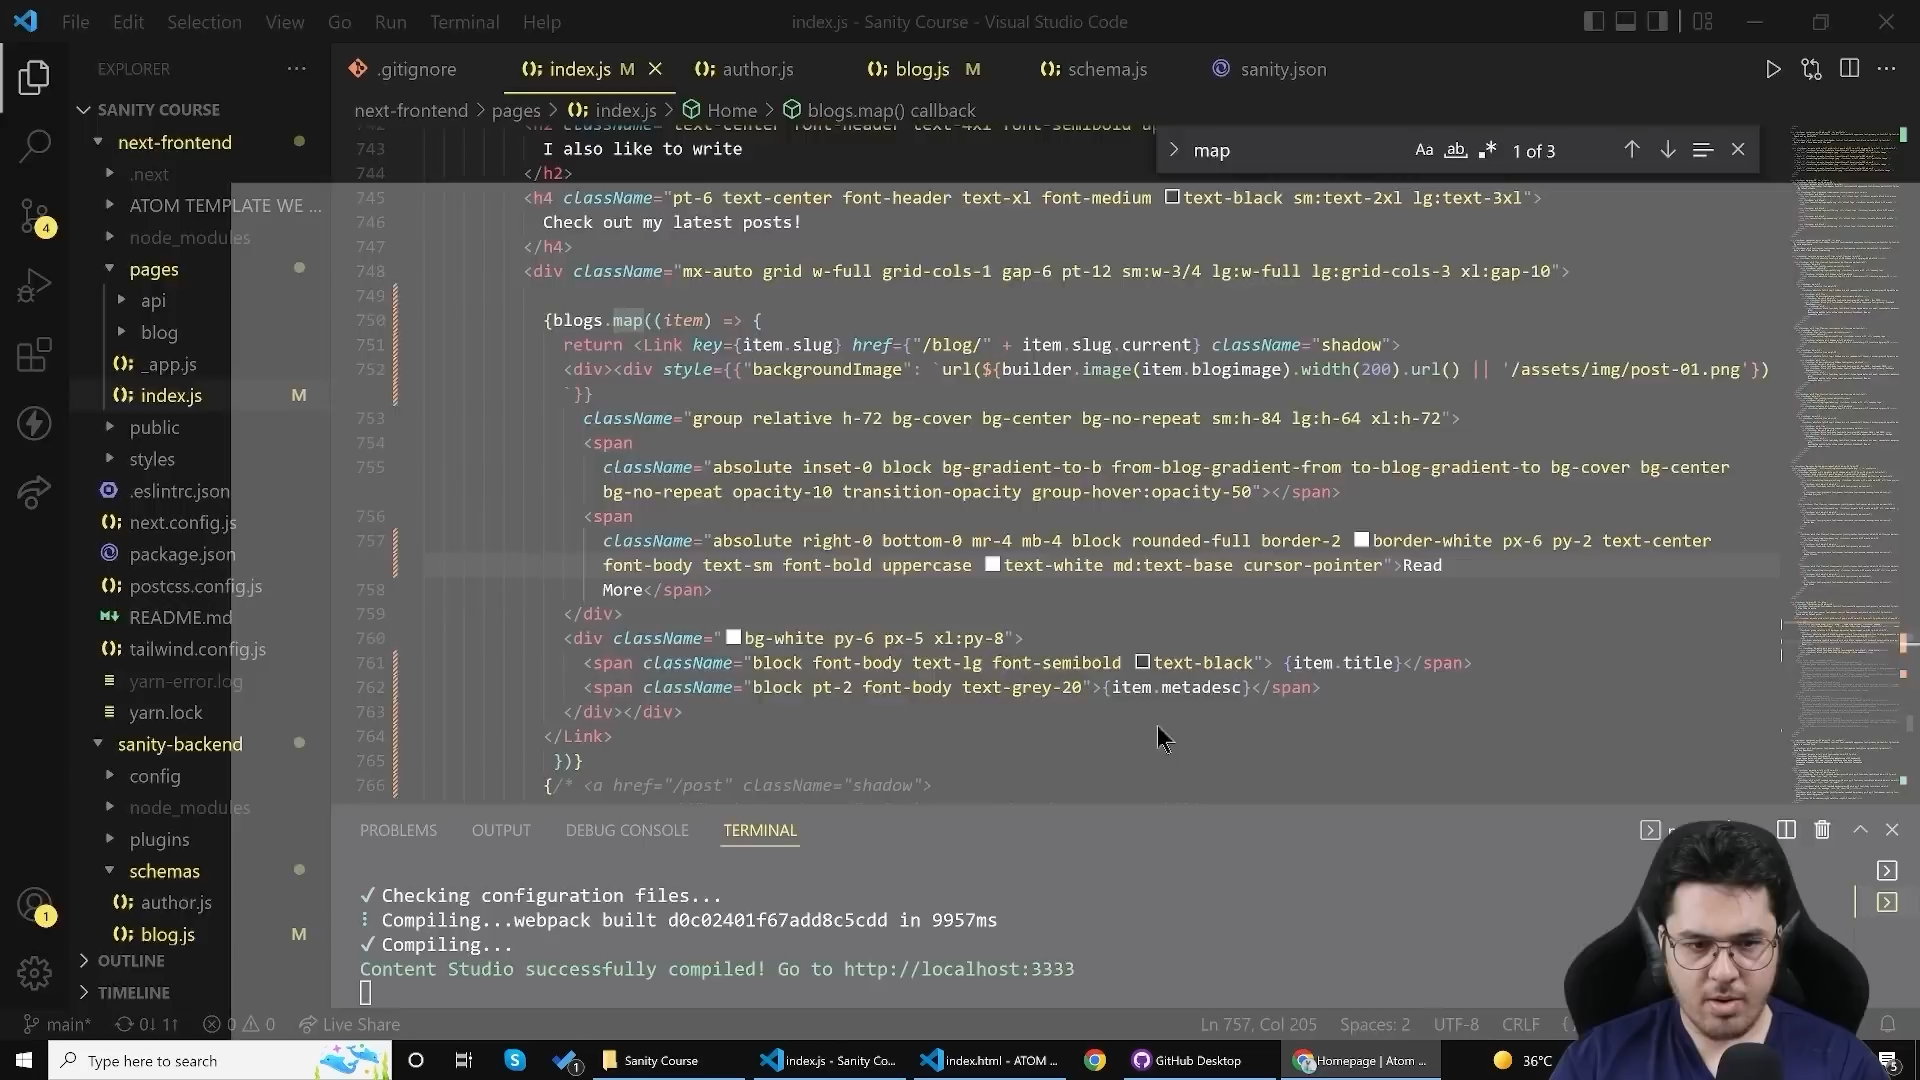 File Edit Selection View Go Run Terminal Help
index.js - Sanity Course - Visual Studio Code
EXPLORER
.gitignore
index.js M
author.js
blog.js M
schema.js
sanity.json
SANITY COURSE
next-frontend
.next
ATOM TEMPLATE WE ...
node_modules
pages
api
blog
_app.js
index.js M
public
styles
.eslintrc.json
next.config.js
package.json
postcss.config.js
README.md
tailwind.config.js
yarn-error.log
yarn.lock
sanity-backend
config
node_modules
plugins
schemas
author.js
blog.js M
OUTLINE
TIMELINE
4
1
next-frontend > pages > index.js > Home > blogs.map() callback
map
Aa ab 1 of 3
743 I also like to write
744 </h2>
745 <h4 className="pt-6 text-center font-header text-xl font-medium text-black sm:text-2xl lg:text-3xl">
746 Check out my latest posts!
747 </h4>
748 <div className="mx-auto grid w-full grid-cols-1 gap-6 pt-12 sm:w-3/4 lg:w-full lg:grid-cols-3 xl:gap-10">
749
750 {blogs.map((item) => {
751 return <Link key={item.slug} href={"/blog/" + item.slug.current} className="shadow">
752 <div><div style={{"backgroundImage": `url(${builder.image(item.blogimage).width(200).url() || '/assets/img/post-01.png'})
`}}
753 className="group relative h-72 bg-cover bg-center bg-no-repeat sm:h-84 lg:h-64 xl:h-72">
754 <span
755 className="absolute inset-0 block bg-gradient-to-b from-blog-gradient-from to-blog-gradient-to bg-cover bg-center
bg-no-repeat opacity-10 transition-opacity group-hover:opacity-50"></span>
756 <span
757 className="absolute right-0 bottom-0 mr-4 mb-4 block rounded-full border-2 border-white px-6 py-2 text-center
font-body text-sm font-bold uppercase text-white md:text-base cursor-pointer">Read
758 More</span>
759 </div>
760 <div className="bg-white py-6 px-5 xl:py-8">
761 <span className="block font-body text-lg font-semibold text-black"> {item.title}</span>
762 <span className="block pt-2 font-body text-grey-20">{item.metadesc}</span>
763 </div></div>
764 </Link>
765 })}
766 {/* <a href="/post" className="shadow">
PROBLEMS OUTPUT DEBUG CONSOLE TERMINAL
✓ Checking configuration files...
Compiling...webpack built d0c02401f67add8c5cdd in 9957ms
✓ Compiling...
Content Studio successfully compiled! Go to http://localhost:3333
main* 0↓ 1↑ 0 0 Live Share
Ln 757, Col 205 Spaces: 2 UTF-8 CRLF
Type here to search
1
Sanity Course
index.js - Sanity Co...
index.html - ATOM ...
GitHub Desktop
Homepage | Atom ...
36°C
5